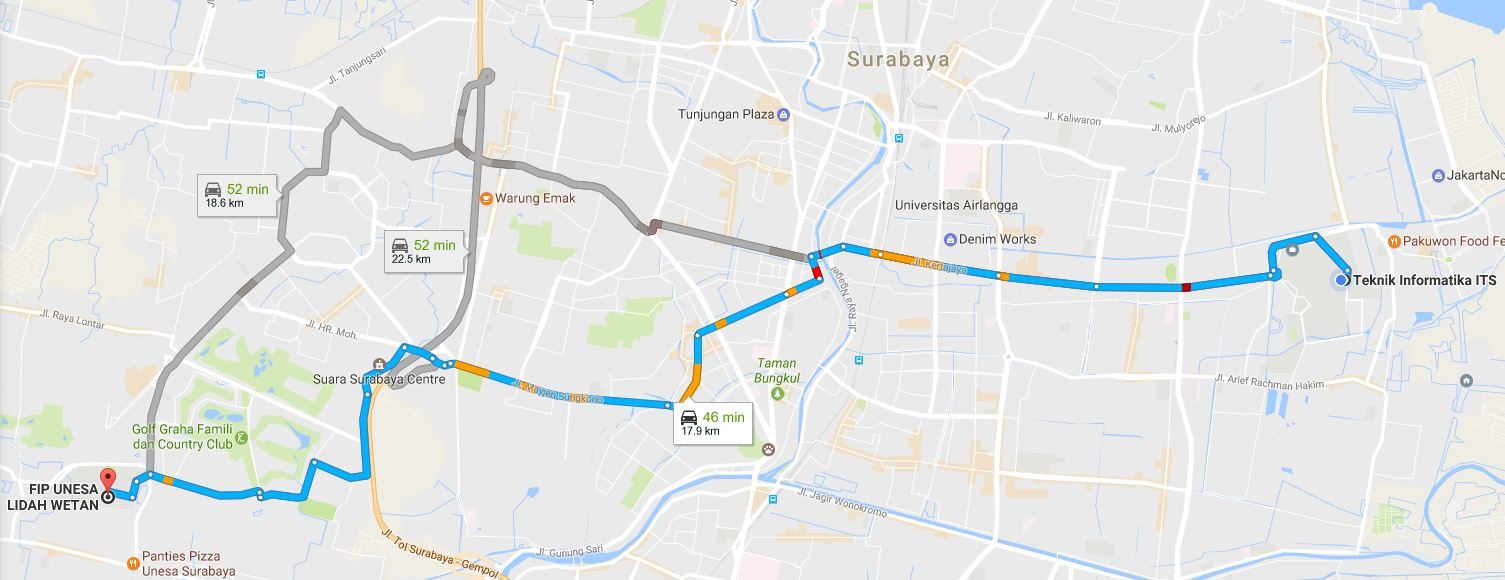 Surabaya
Jl. Tanjungsari
Tunjungan Plaza
Jl. Kaliwaron
Jl. Mulyorejo
JakartaNo
52 min
18.6 km
Warung Emak
Universitas Airlangga
52 min
22.5 km
Denim Works
Pakuwon Food Fe
Jl. Kertajaya
Teknik Informatika ITS
Jl. Raya Ngagel
Jl. Raya Lontar
Jl. HR. Moh.
Suara Surabaya Centre
Taman
Bungkul
Jl. Mayjen Sungkono
Jl. Arief Rachman Hakim
46 min
17.9 km
Golf Graha Famili
dan Country Club
FIP UNESA
LIDAH WETAN
Jl. Jagir Wonokromo
Jl. Tol Surabaya - Gempol
Jl. Gunung Sari
Panties Pizza
Unesa Surabaya